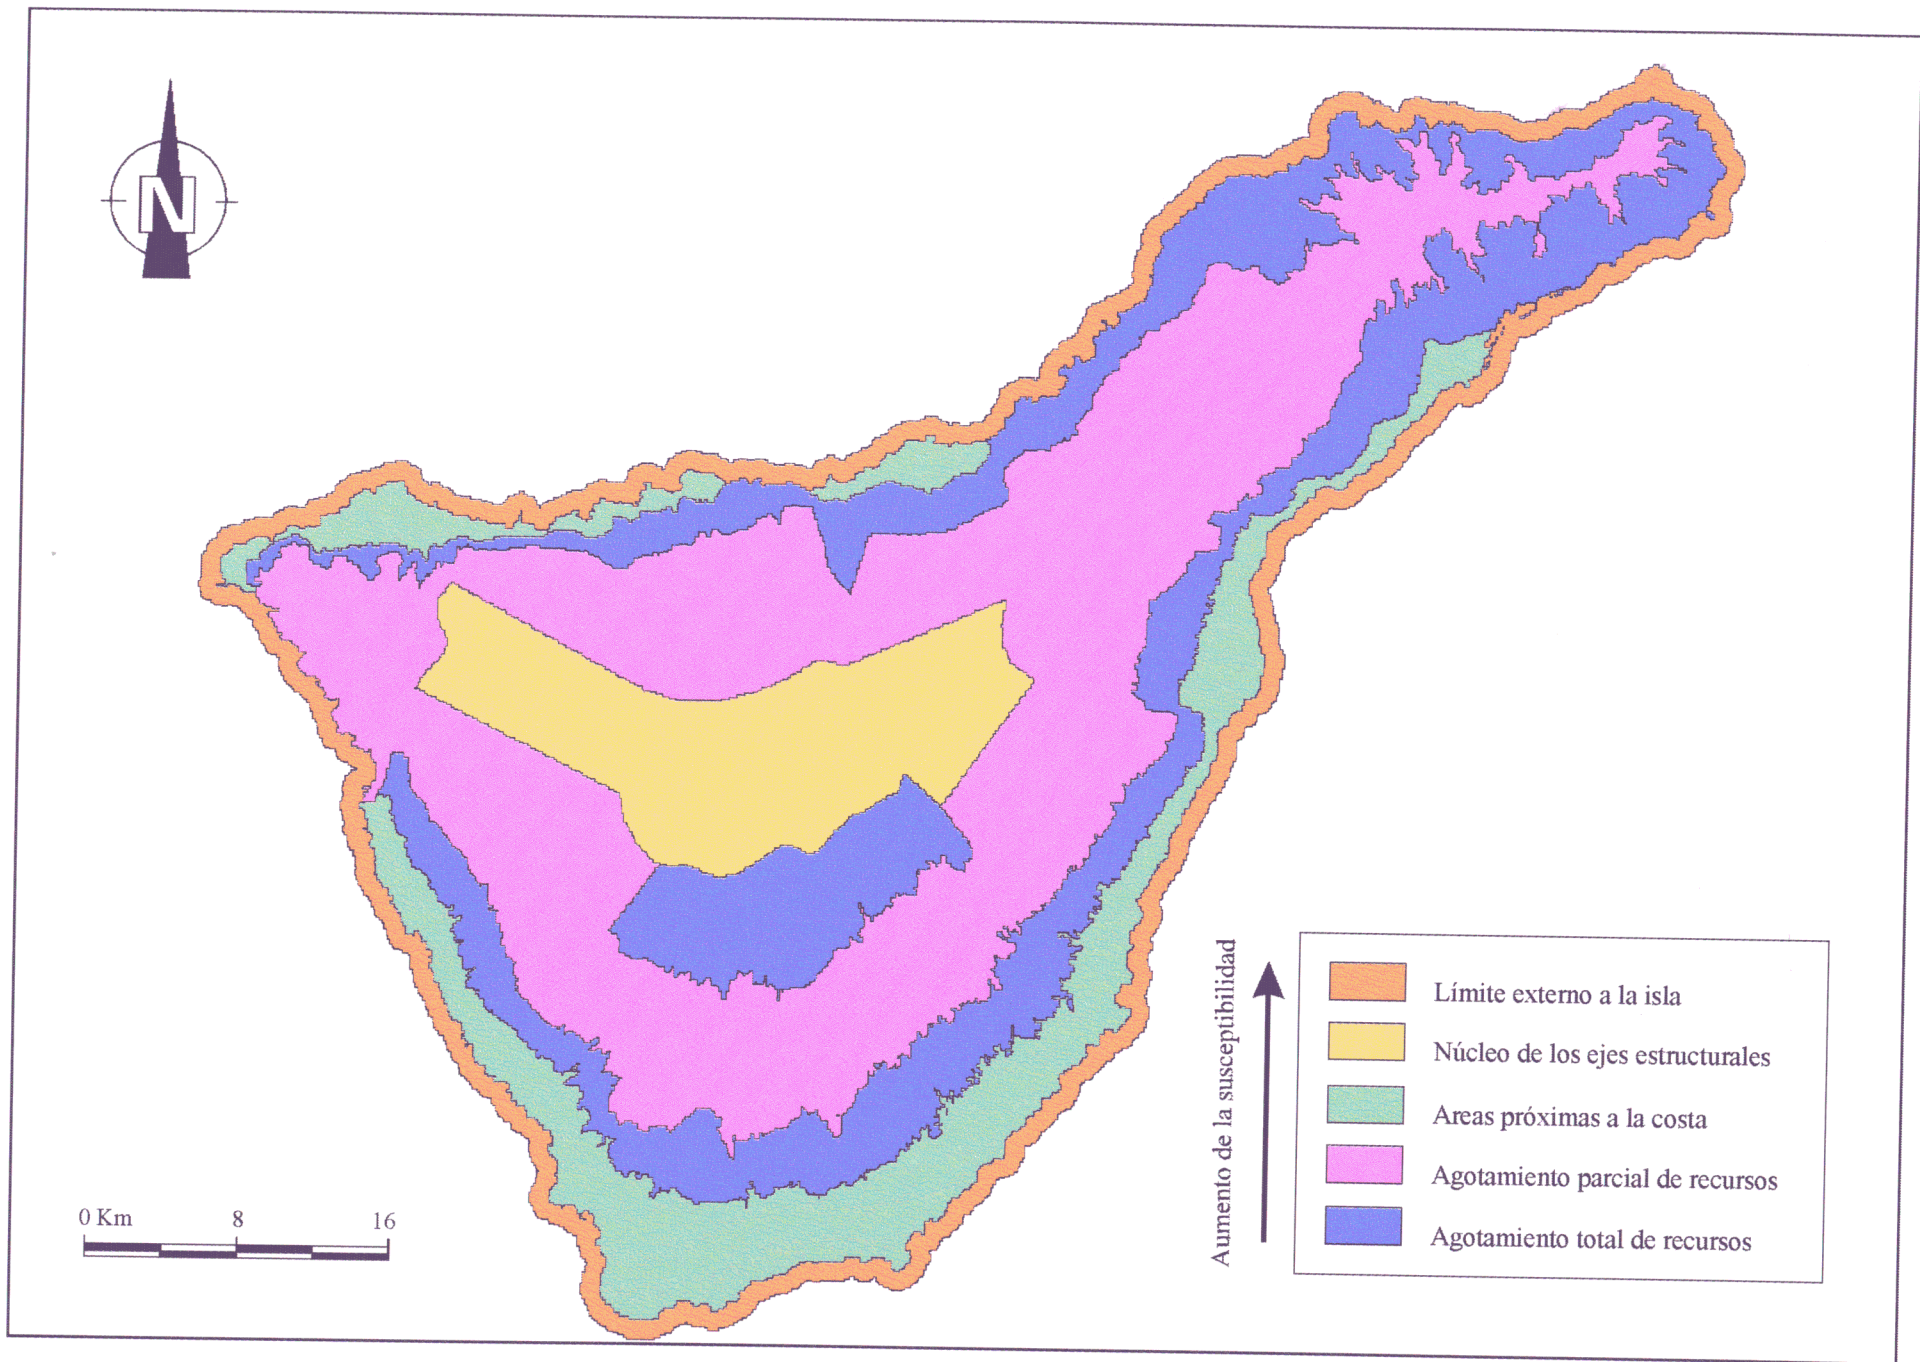 N
0 Km
8
16
Aumento de la susceptibilidad
Límite externo a la isla
Núcleo de los ejes estructurales
Areas próximas a la costa
Agotamiento parcial de recursos
Agotamiento total de recursos